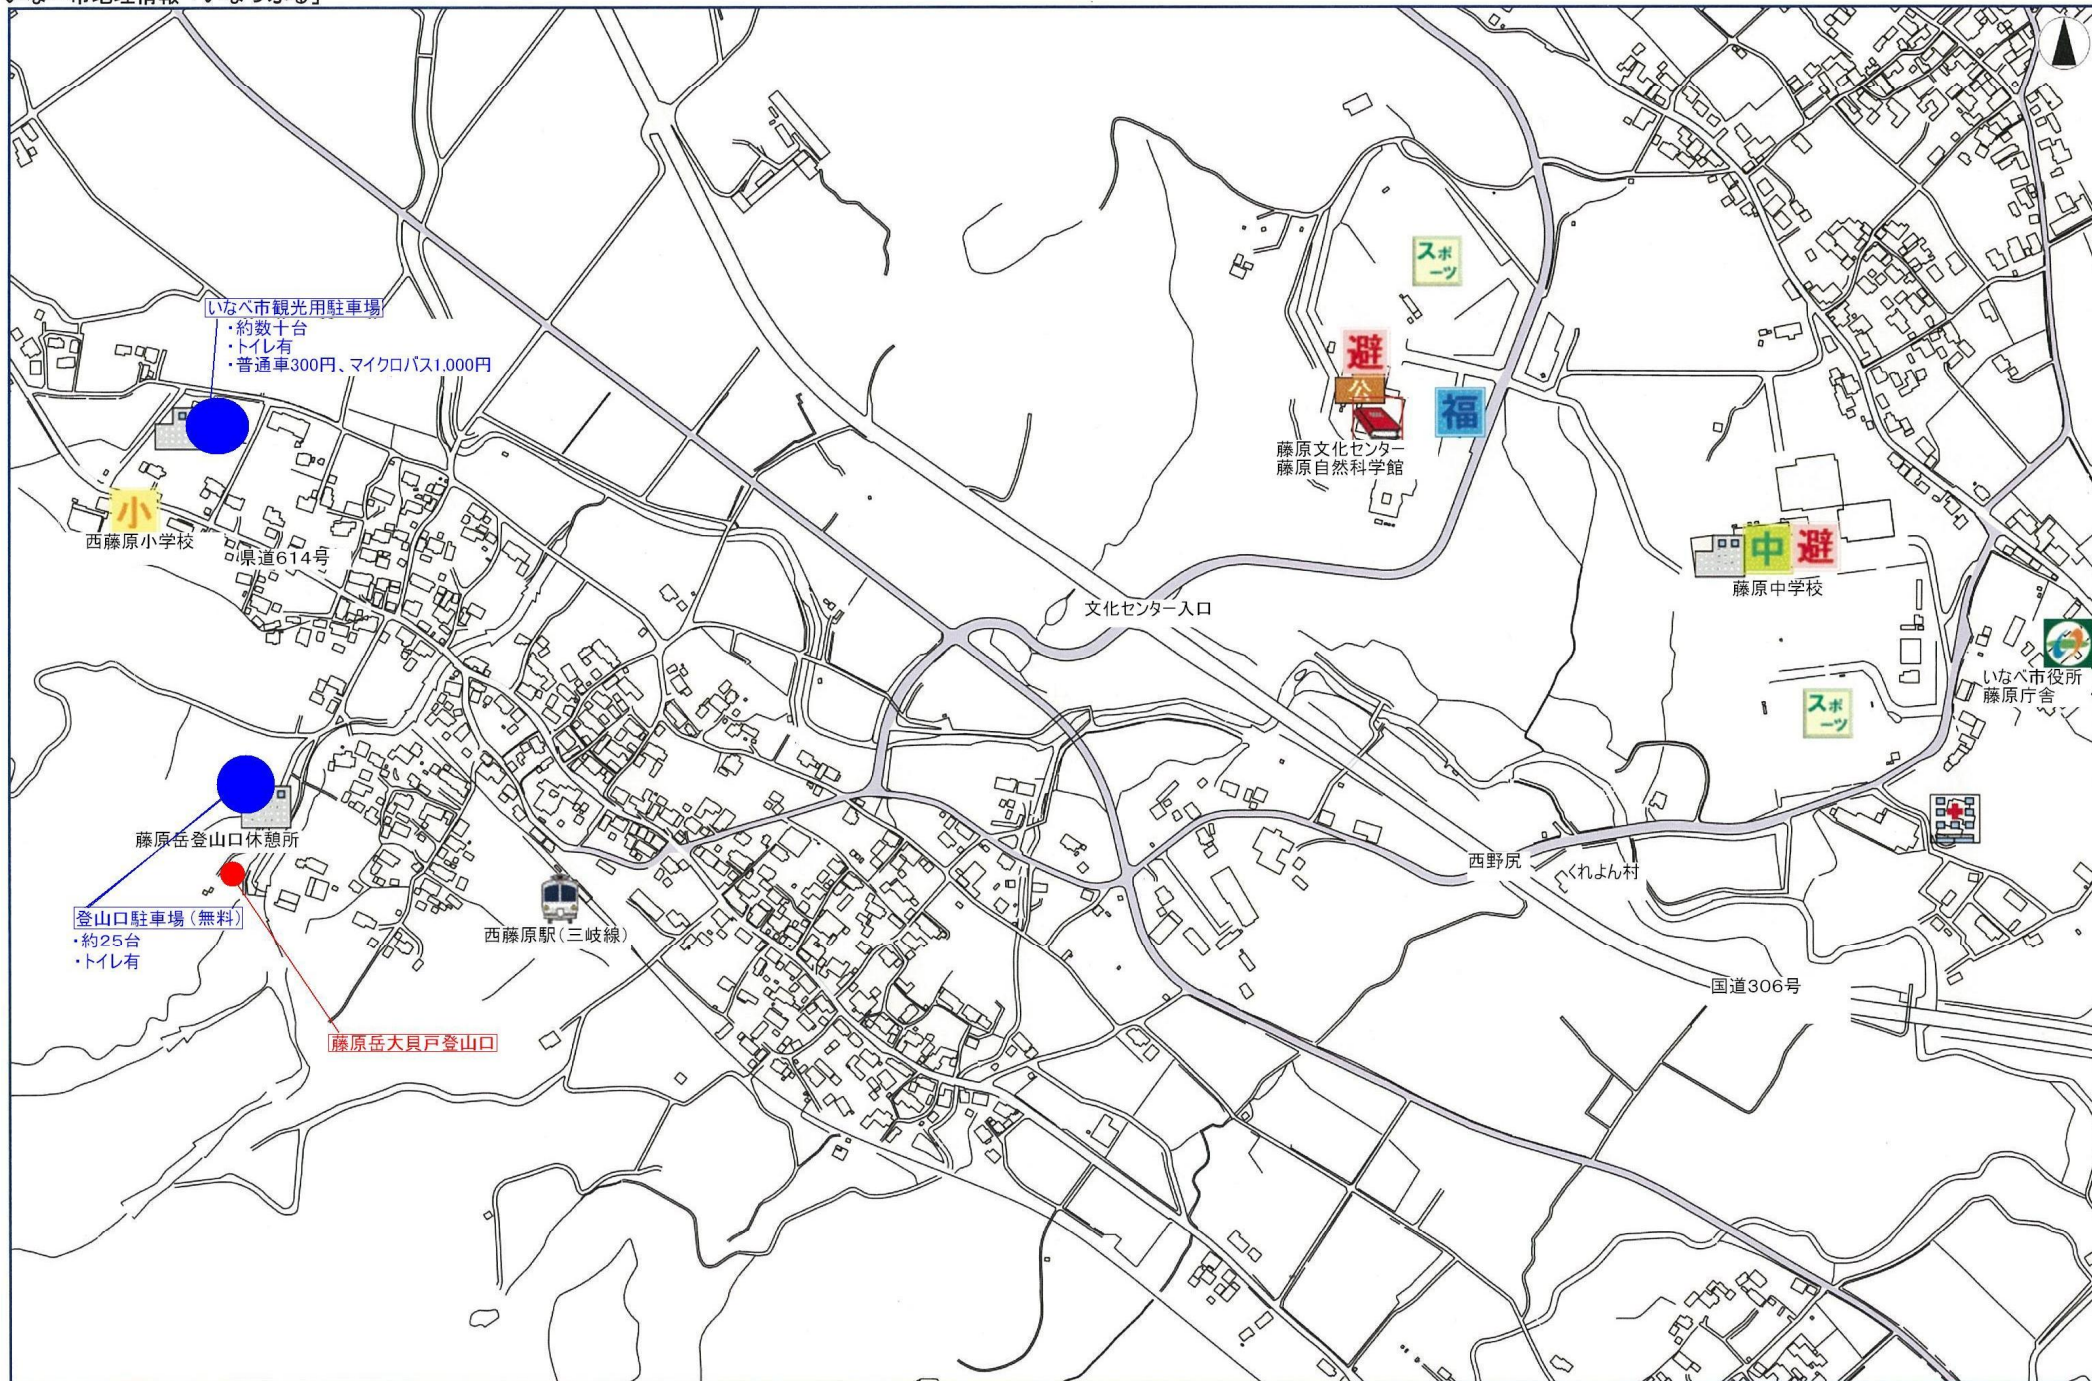 いなべ市観光用駐車場
・約数十台
・トイレ有
・普通車300円、マイクロバス1,000円
スポーツ
避
公
福
藤原文化センター
藤原自然科学館
小
西藤原小学校
県道614号
中
避
藤原中学校
文化センター入口
いなべ市役所
藤原庁舎
スポーツ
藤原岳登山口休憩所
西野尻
くれよん村
登山口駐車場(無料)
・約25台
・トイレ有
西藤原駅(三岐線)
国道306号
藤原岳大貝戸登山口